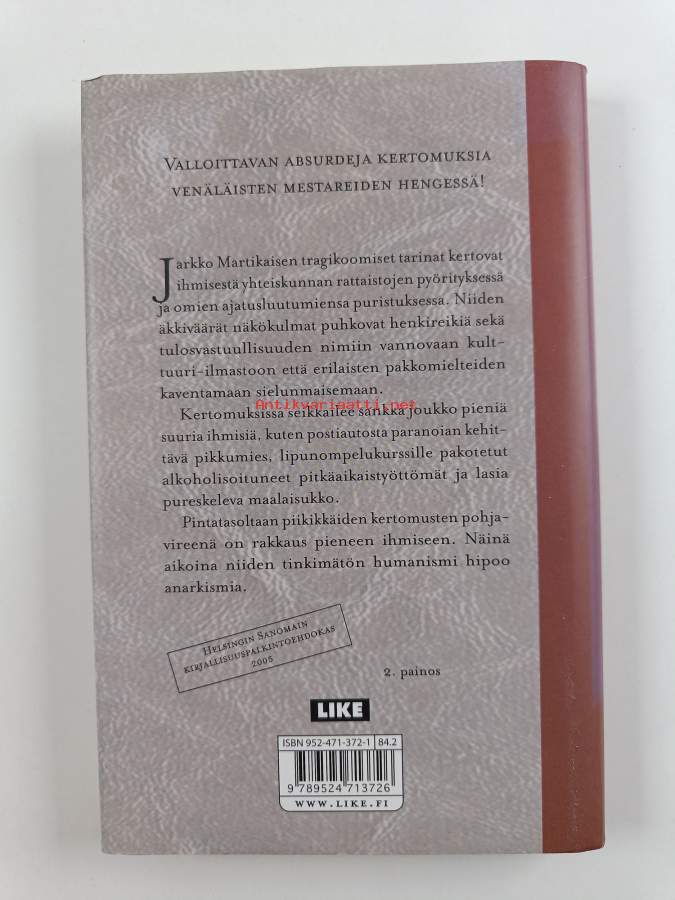 Valloittavan absurdeja kertomuksia
venäläisten mestareiden hengessä!
Jarkko Martikaisen tragikoomiset tarinat kertovat
ihmisestä yhteiskunnan rattaistojen pyörityksessä
ja omien ajatusluutumiensa puristuksessa. Niiden
äkkiväärät näkökulmat puhkovat henkireikiä sekä
tulosvastuullisuuden nimiin vannovaan kult-
tuuri-ilmastoon että erilaisten pakkomielteiden
kaventamaan sielunmaisemaan.
Antikvariaatti.net
Kertomuksissa seikkailee sankka joukko pieniä
suuria ihmisiä, kuten postiautosta paranoian kehit-
tävä pikkumies, lipunompelukurssille pakotetut
alkoholisoituneet pitkäaikaistyöttömät ja lasia
pureskeleva maalaisukko.
Pintatasoltaan piikikkäiden kertomusten pohja-
vireenä on rakkaus pieneen ihmiseen. Näinä
aikoina niiden tinkimätön humanismi hipoo
anarkismia.
Helsingin Sanomain
kirjallisuuspalkintoehdokas
2005
2. painos
LIKE
ISBN 952-471-372-1 84.2
9 789524 713726
WWW.LIKE.FI